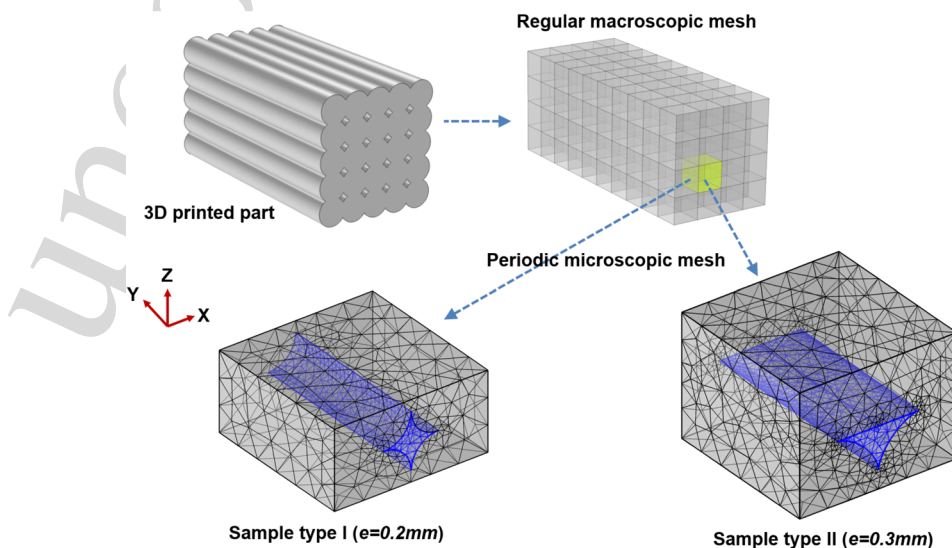 Regular macroscopic mesh
3D printed part
Periodic microscopic mesh
Z
Y
X
Sample type I (e=0.2mm)
Sample type II (e=0.3mm)